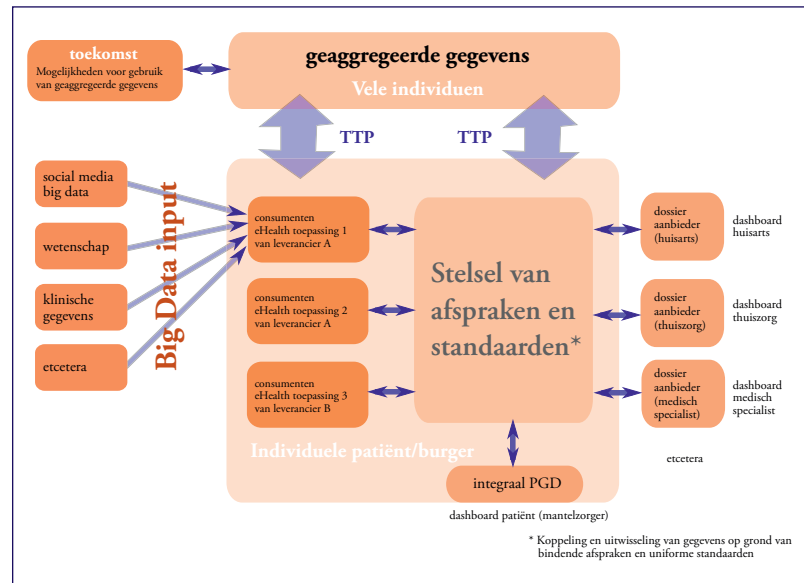 toekomst
Mogelijkheden voor gebruik
van geaggregeerde gegevens
geaggregeerde gegevens
Vele individuen
TTP
TTP
social media
big data
wetenschap
klinische
gegevens
etcetera
Big Data input
consumenten
eHealth toepassing 1
van leverancier A
consumenten
eHealth toepassing 2
van leverancier A
consumenten
eHealth toepassing 3
van leverancier B
Stelsel van
afspraken en
standaarden*
Individuele patiënt/burger
dossier
aanbieder
(huisarts)
dashboard
huisarts
dossier
aanbieder
(thuiszorg)
dashboard
thuiszorg
dossier
aanbieder
(medisch
specialist)
dashboard
medisch
specialist
etcetera
integraal PGD
dashboard patiënt (mantelzorger)
* Koppeling en uitwisseling van gegevens op grond van
bindende afspraken en uniforme standaarden